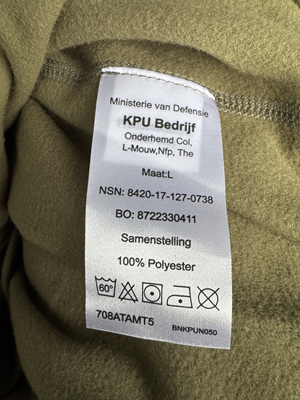 Ministerie van Defensie
KPU Bedrijf
Onderhemd Col,
L-Mouw,Nfp, The
Maat:L
NSN: 8420-17-127-0738
BO: 8722330411
Samenstelling
100% Polyester
60°
708ATAMT5
BNKPUN050